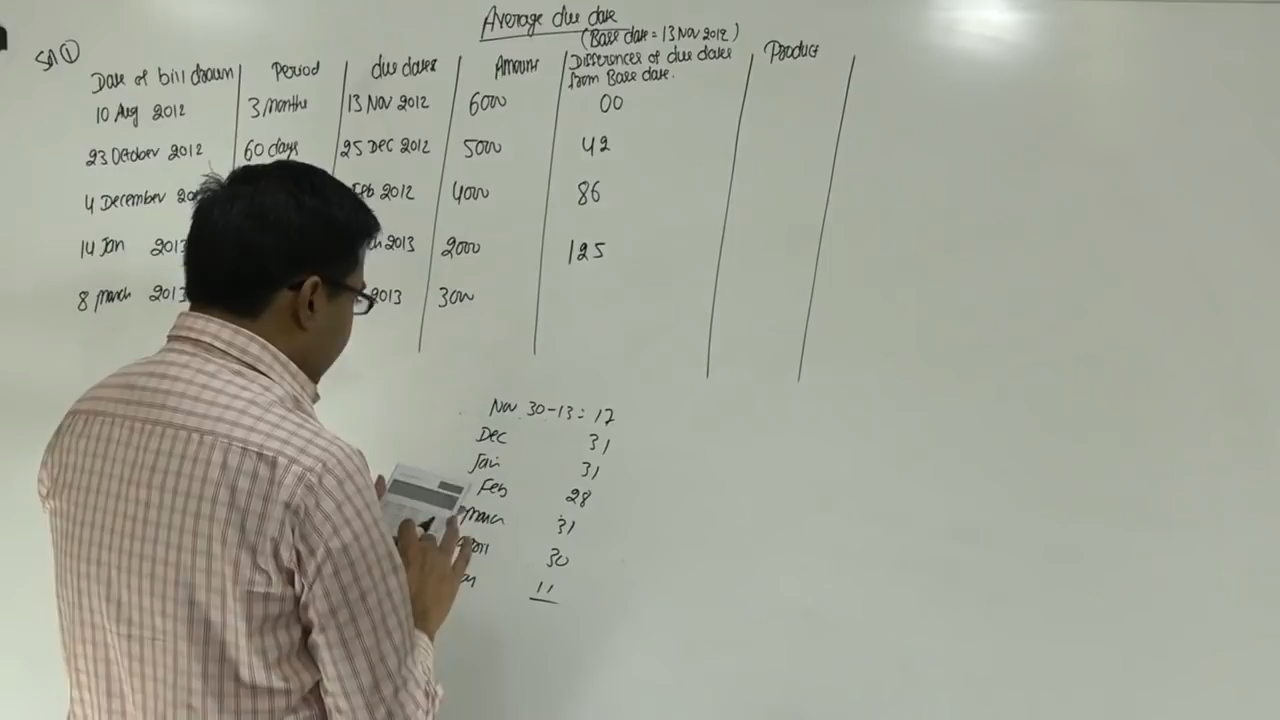 Average due date
(Base date = 13 Nov 2012)
Sol ①
Date of bill drawn Period due dates Amount Differences of due dates from Base date. Product
10 Aug 2012 3 months 13 Nov 2012 6000 00
23 October 2012 60 days 25 Dec 2012 5000 42
4 December Feb 2012 4000 86
14 Jan 2013 2013 2000 125
8 March 2013 2013 3000
Nov 30-13 = 17
Dec 31
Jan 31
Feb 28
March 31
30
11